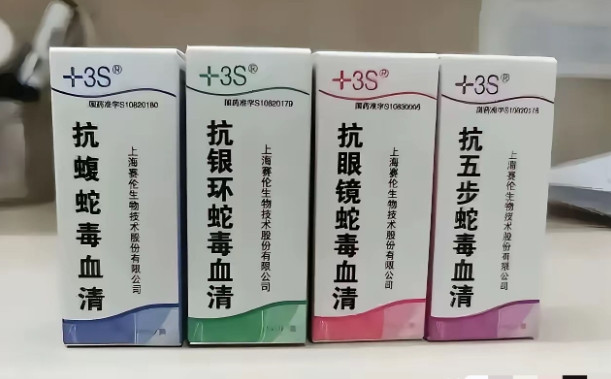 +3S®
国药准字S10820180
抗蝮蛇毒血清
上海赛伦生物技术股份有限公司
+3S®
国药准字S10820179
抗银环蛇毒血清
上海赛伦生物技术股份有限公司
+3S®
抗眼镜蛇毒血清
上海赛伦生物技术股份有限公司
+3S®
抗五步蛇毒血清
上海赛伦生物技术股份有限公司